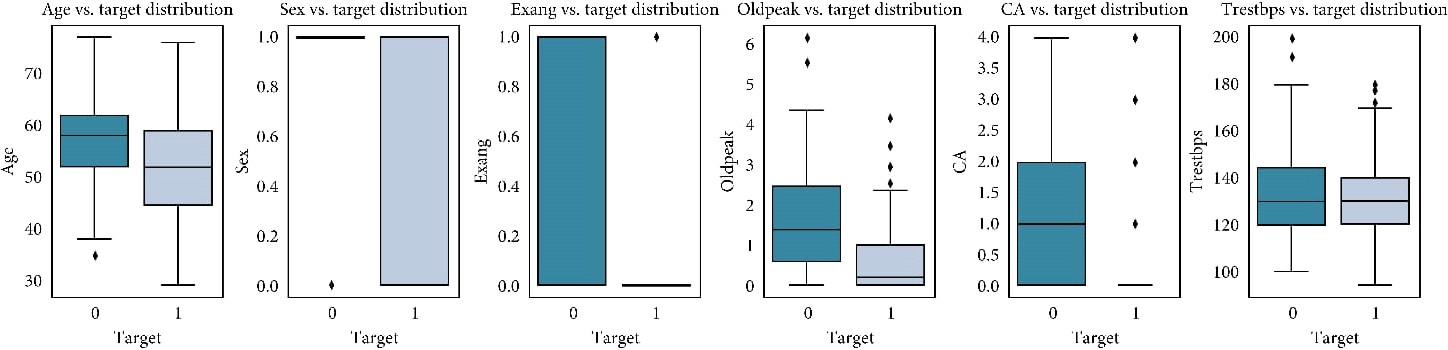 Age vs. target distribution
Age
70
60
50
40
30
0 1
Target
Sex vs. target distribution
Sex
1.0
0.8
0.6
0.4
0.2
0.0
0 1
Target
Exang vs. target distribution
Exang
1.0
0.8
0.6
0.4
0.2
0.0
0 1
Target
Oldpeak vs. target distribution
Oldpeak
6
5
4
3
2
1
0
0 1
Target
CA vs. target distribution
CA
4.0
3.5
3.0
2.5
2.0
1.5
1.0
0.5
0.0
0 1
Target
Trestbps vs. target distribution
Trestbps
200
180
160
140
120
100
0 1
Target